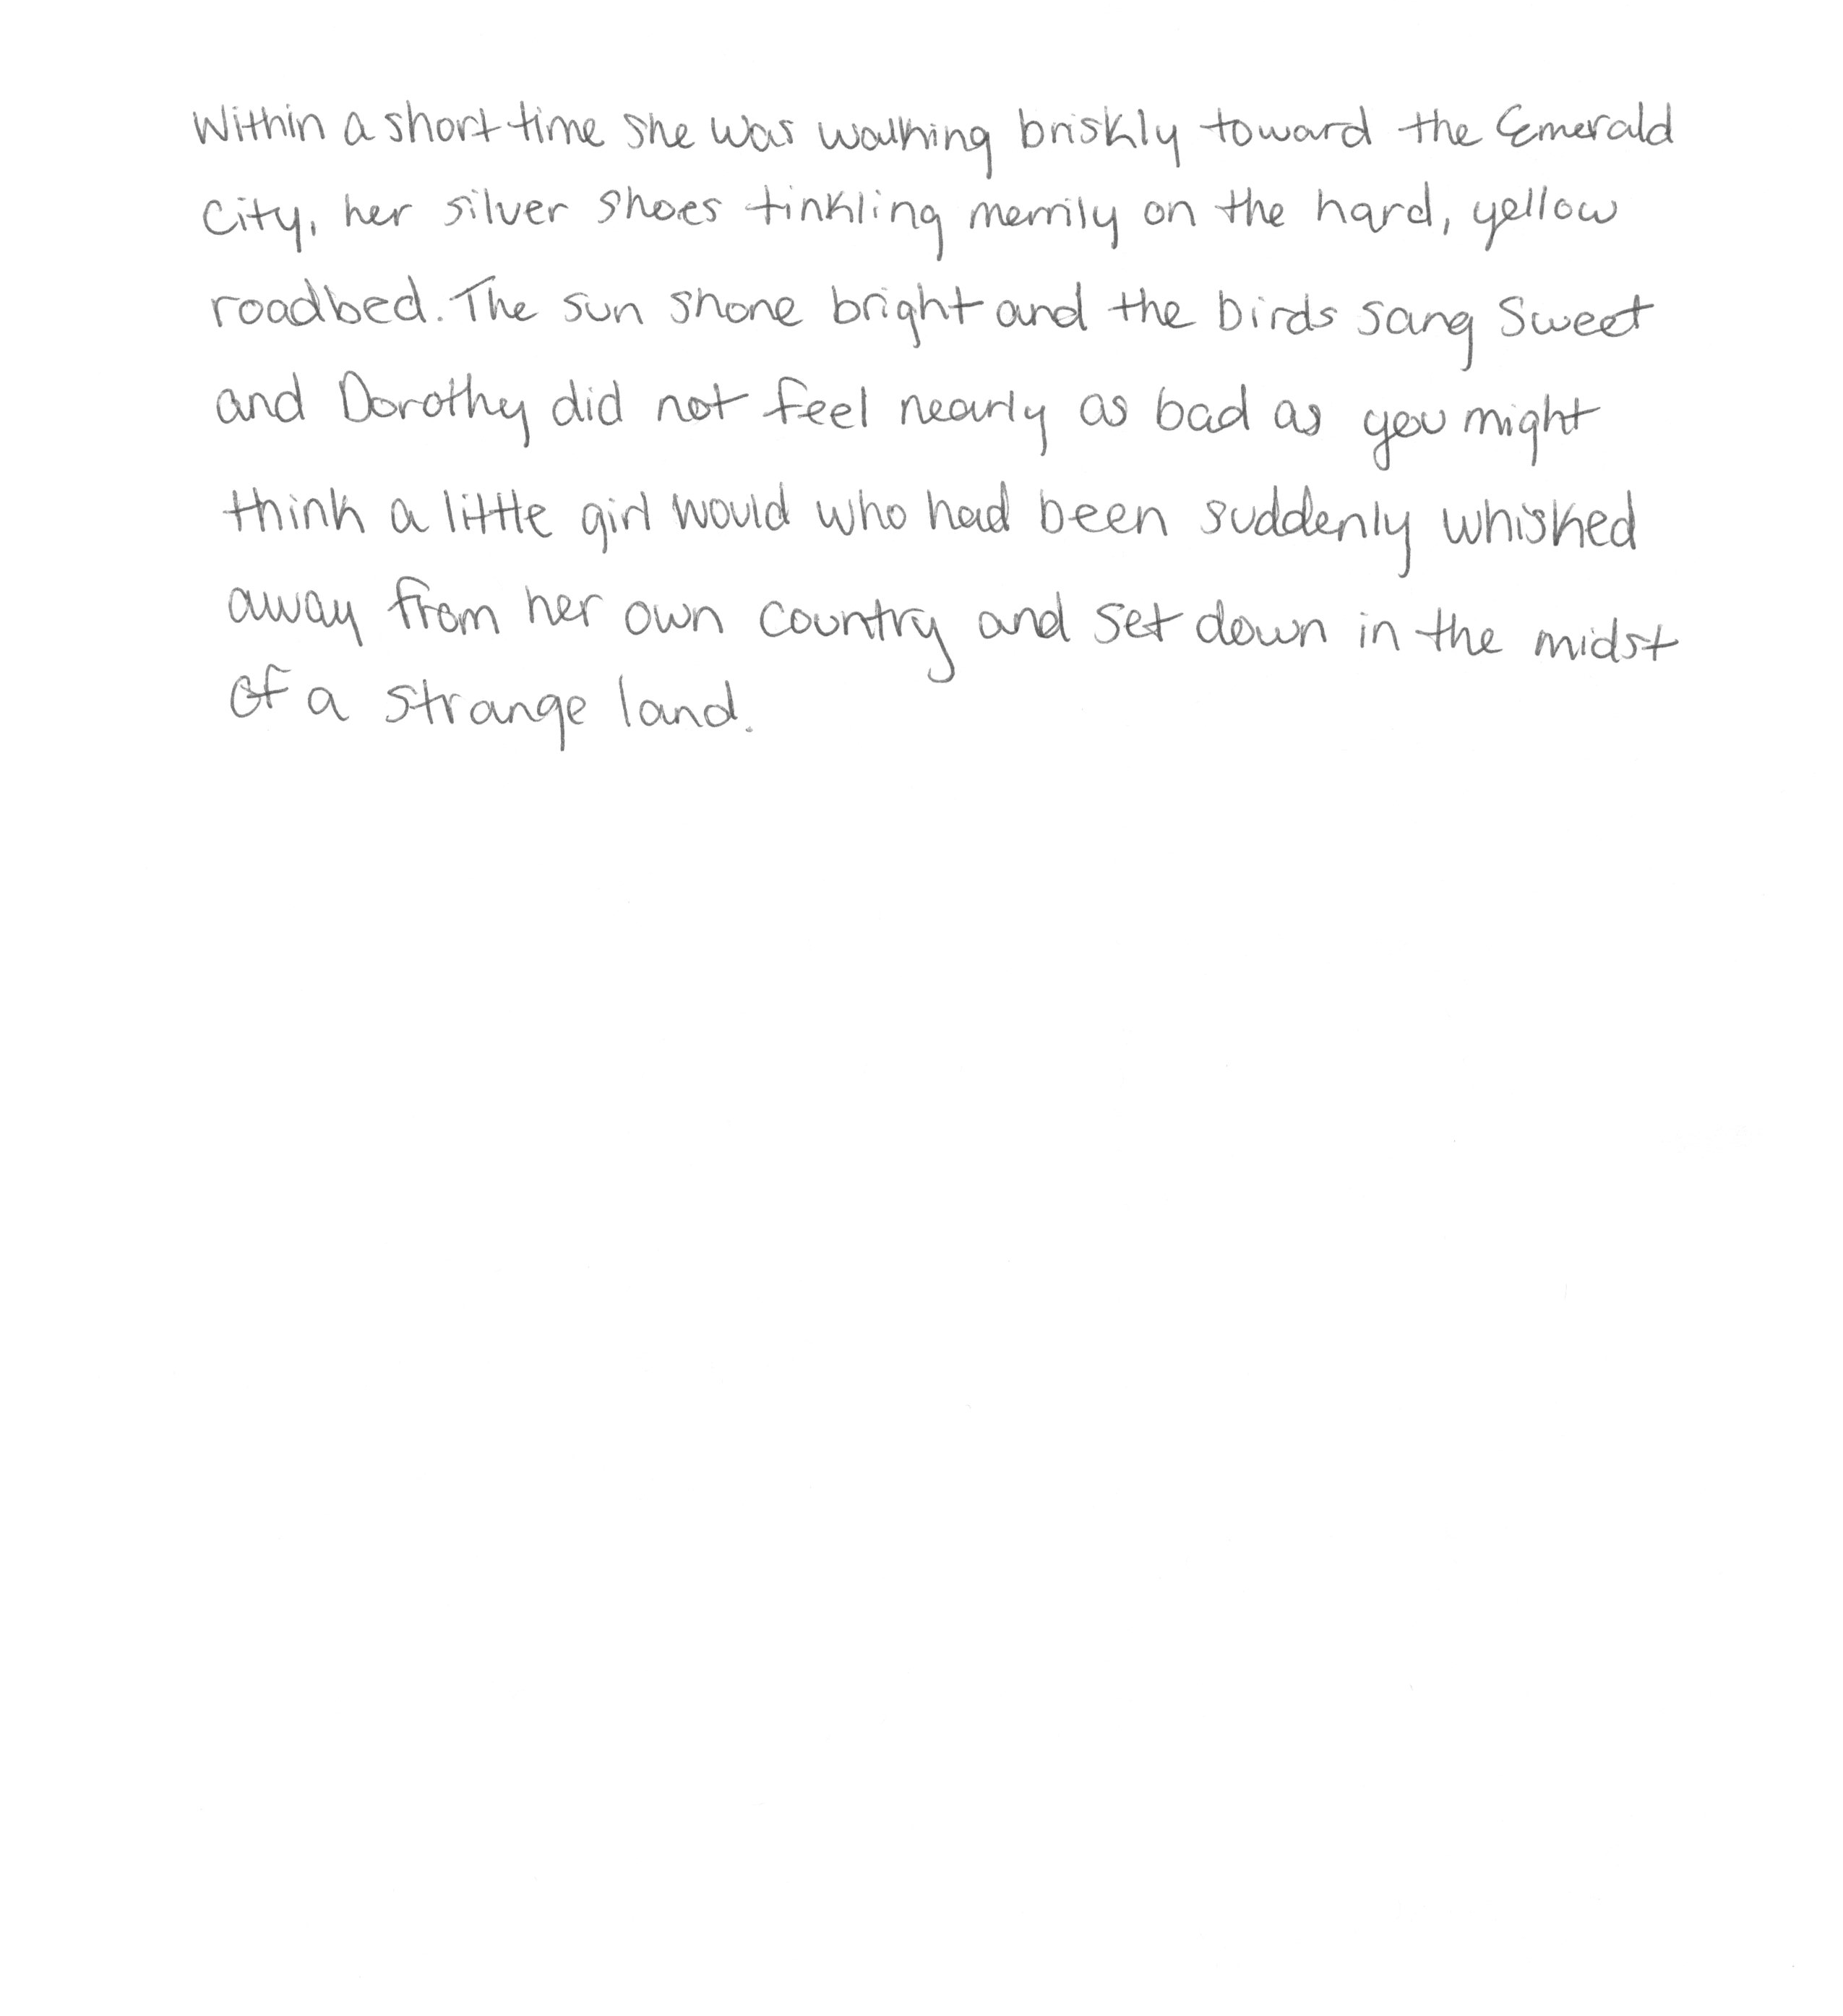 Within a short time she was walking briskly toward the Emerald
City, her silver shoes tinkling merrily on the hard, yellow
roadbed. The sun shone bright and the birds sang sweet
and Dorothy did not feel nearly as bad as you might
think a little girl would who had been suddenly whisked
away from her own country and set down in the midst
of a strange land.